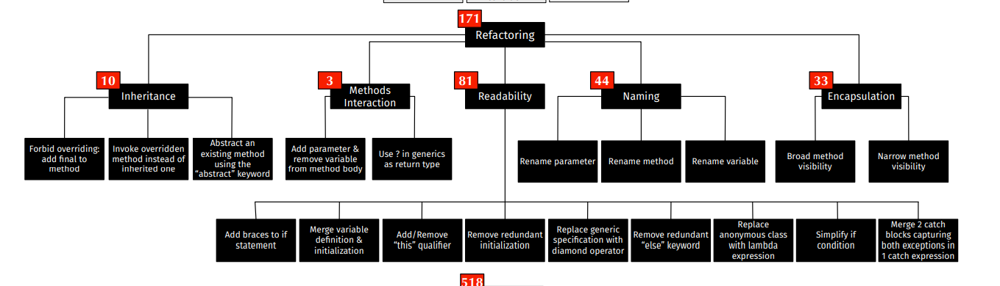 171
Refactoring
10
Inheritance
3
Methods
Interaction
81
Readability
44
Naming
33
Encapsulation
Forbid overriding:
add final to
method
Invoke overridden
method instead of
inherited one
Abstract an
existing method
using the
“abstract” keyword
Add parameter &
remove variable
from method body
Use ? in generics
as return type
Rename parameter
Rename method
Rename variable
Broad method
visibility
Narrow method
visibility
Add braces to if
statement
Merge variable
definition &
initialization
Add/Remove
“this” qualifier
Remove redundant
initialization
Replace generic
specification with
diamond operator
Remove redundant
“else” keyword
Replace
anonymous class
with lambda
expression
Simplify if
condition
Merge 2 catch
blocks capturing
both exceptions in
1 catch expression
518